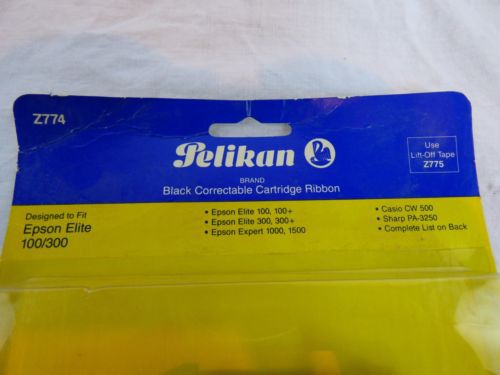 Z774
Pelikan
BRAND
Black Correctable Cartridge Ribbon
Use
Lift-Off Tape
Z775
Designed to Fit
Epson Elite
100/300
• Epson Elite 100, 100+
• Epson Elite 300, 300+
• Epson Expert 1000, 1500
• Casio CW 500
• Sharp PA-3250
• Complete List on Back